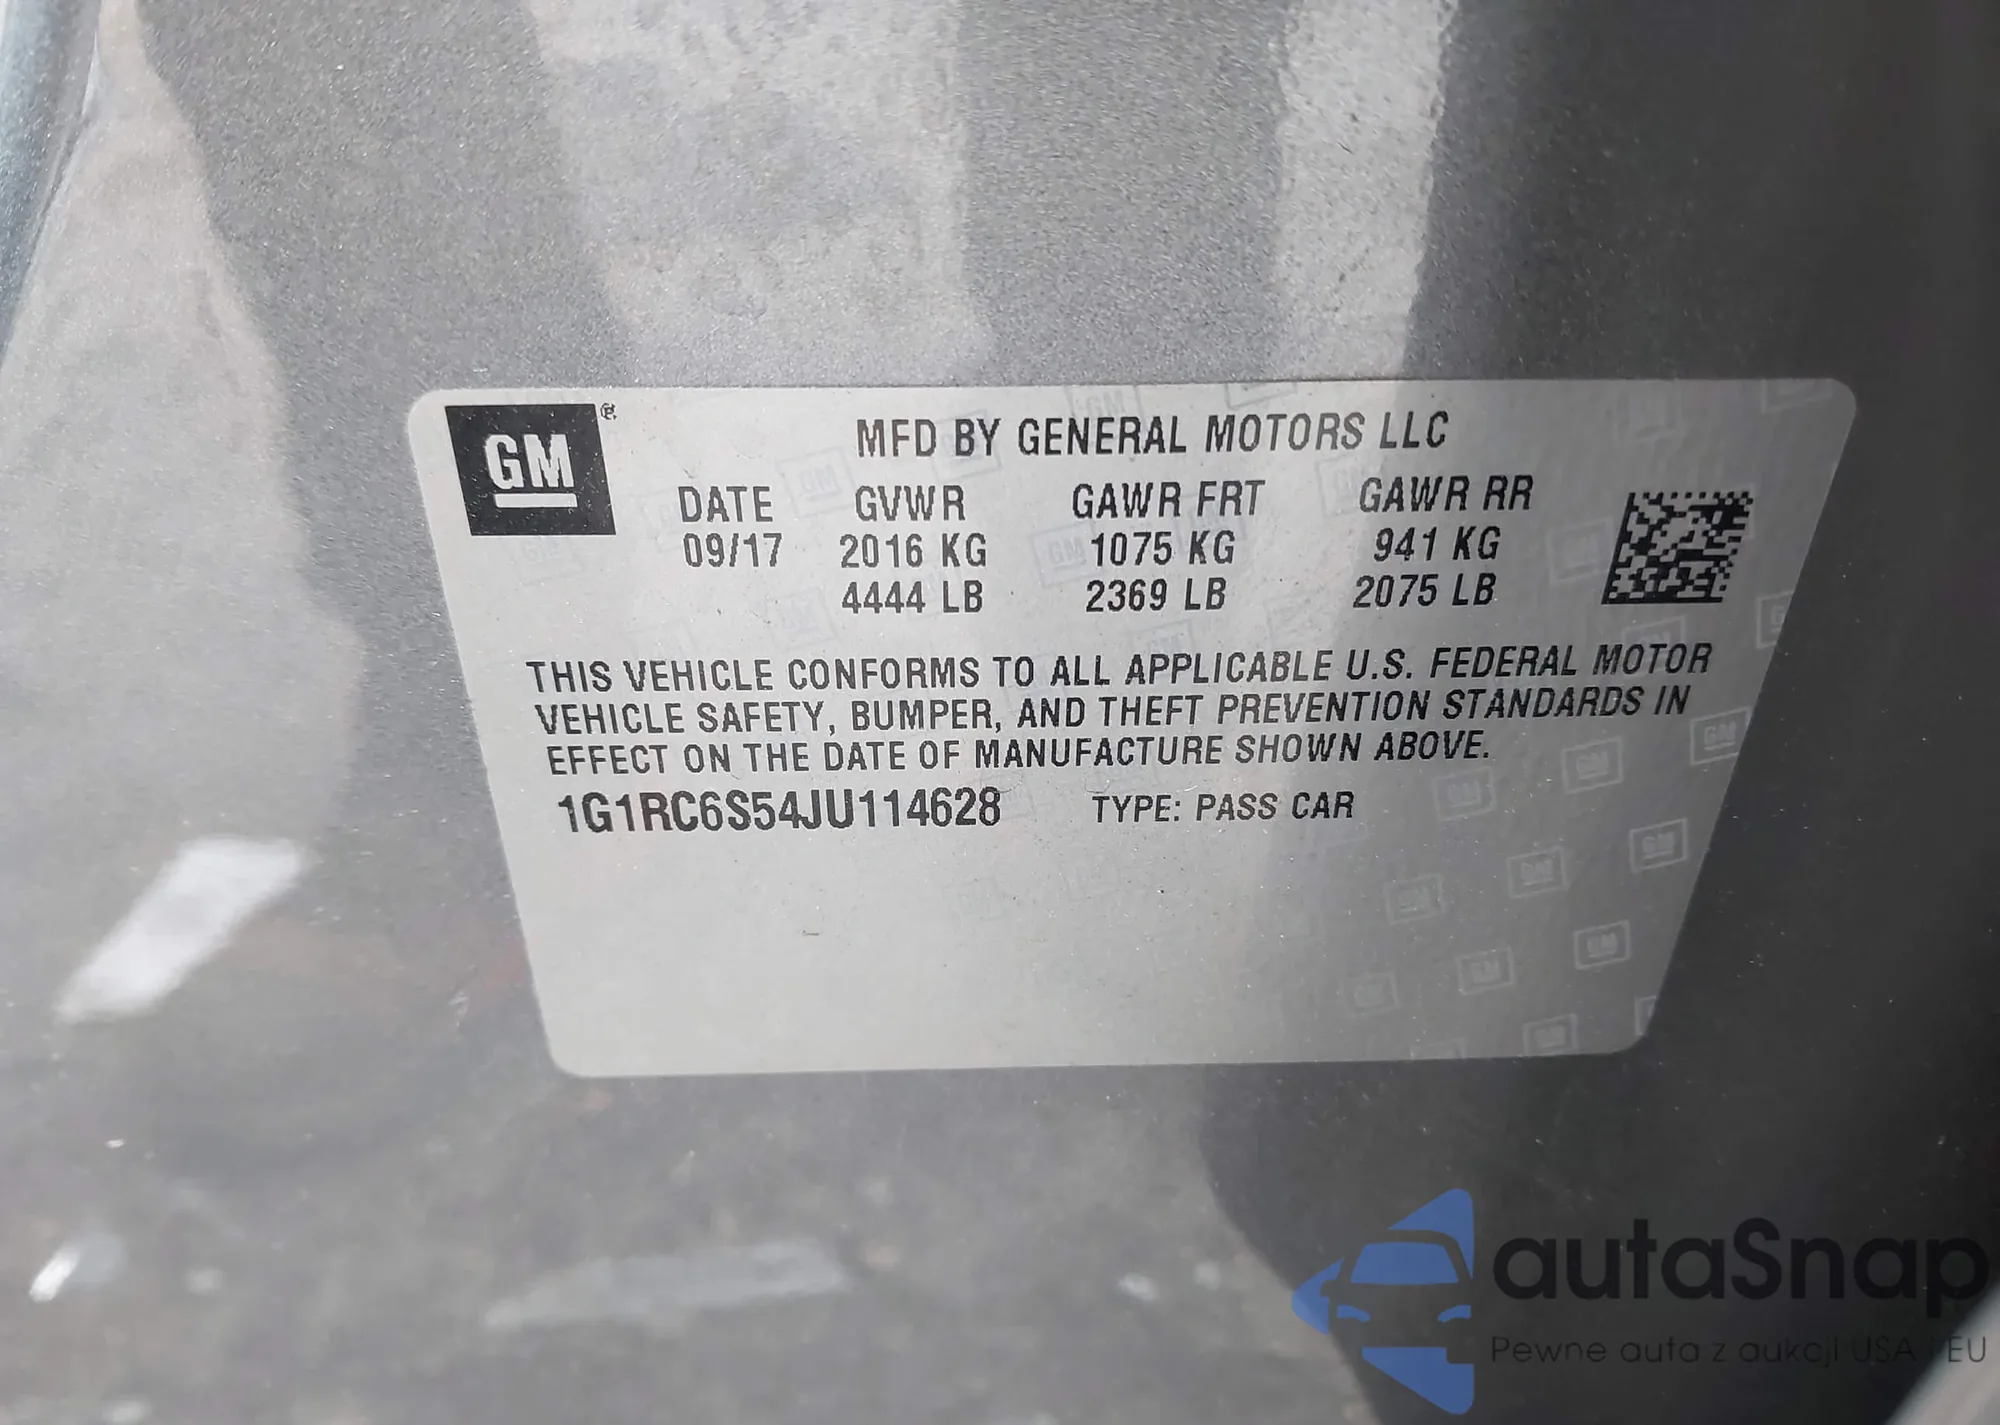 GM
MFD BY GENERAL MOTORS LLC
DATE GVWR GAWR FRT GAWR RR
09/17 2016 KG 1075 KG 941 KG
4444 LB 2369 LB 2075 LB
THIS VEHICLE CONFORMS TO ALL APPLICABLE U.S. FEDERAL MOTOR
VEHICLE SAFETY, BUMPER, AND THEFT PREVENTION STANDARDS IN
EFFECT ON THE DATE OF MANUFACTURE SHOWN ABOVE.
1G1RC6S54JU114628 TYPE: PASS CAR
autaSnap
Pewne auta z aukcji USA i EU